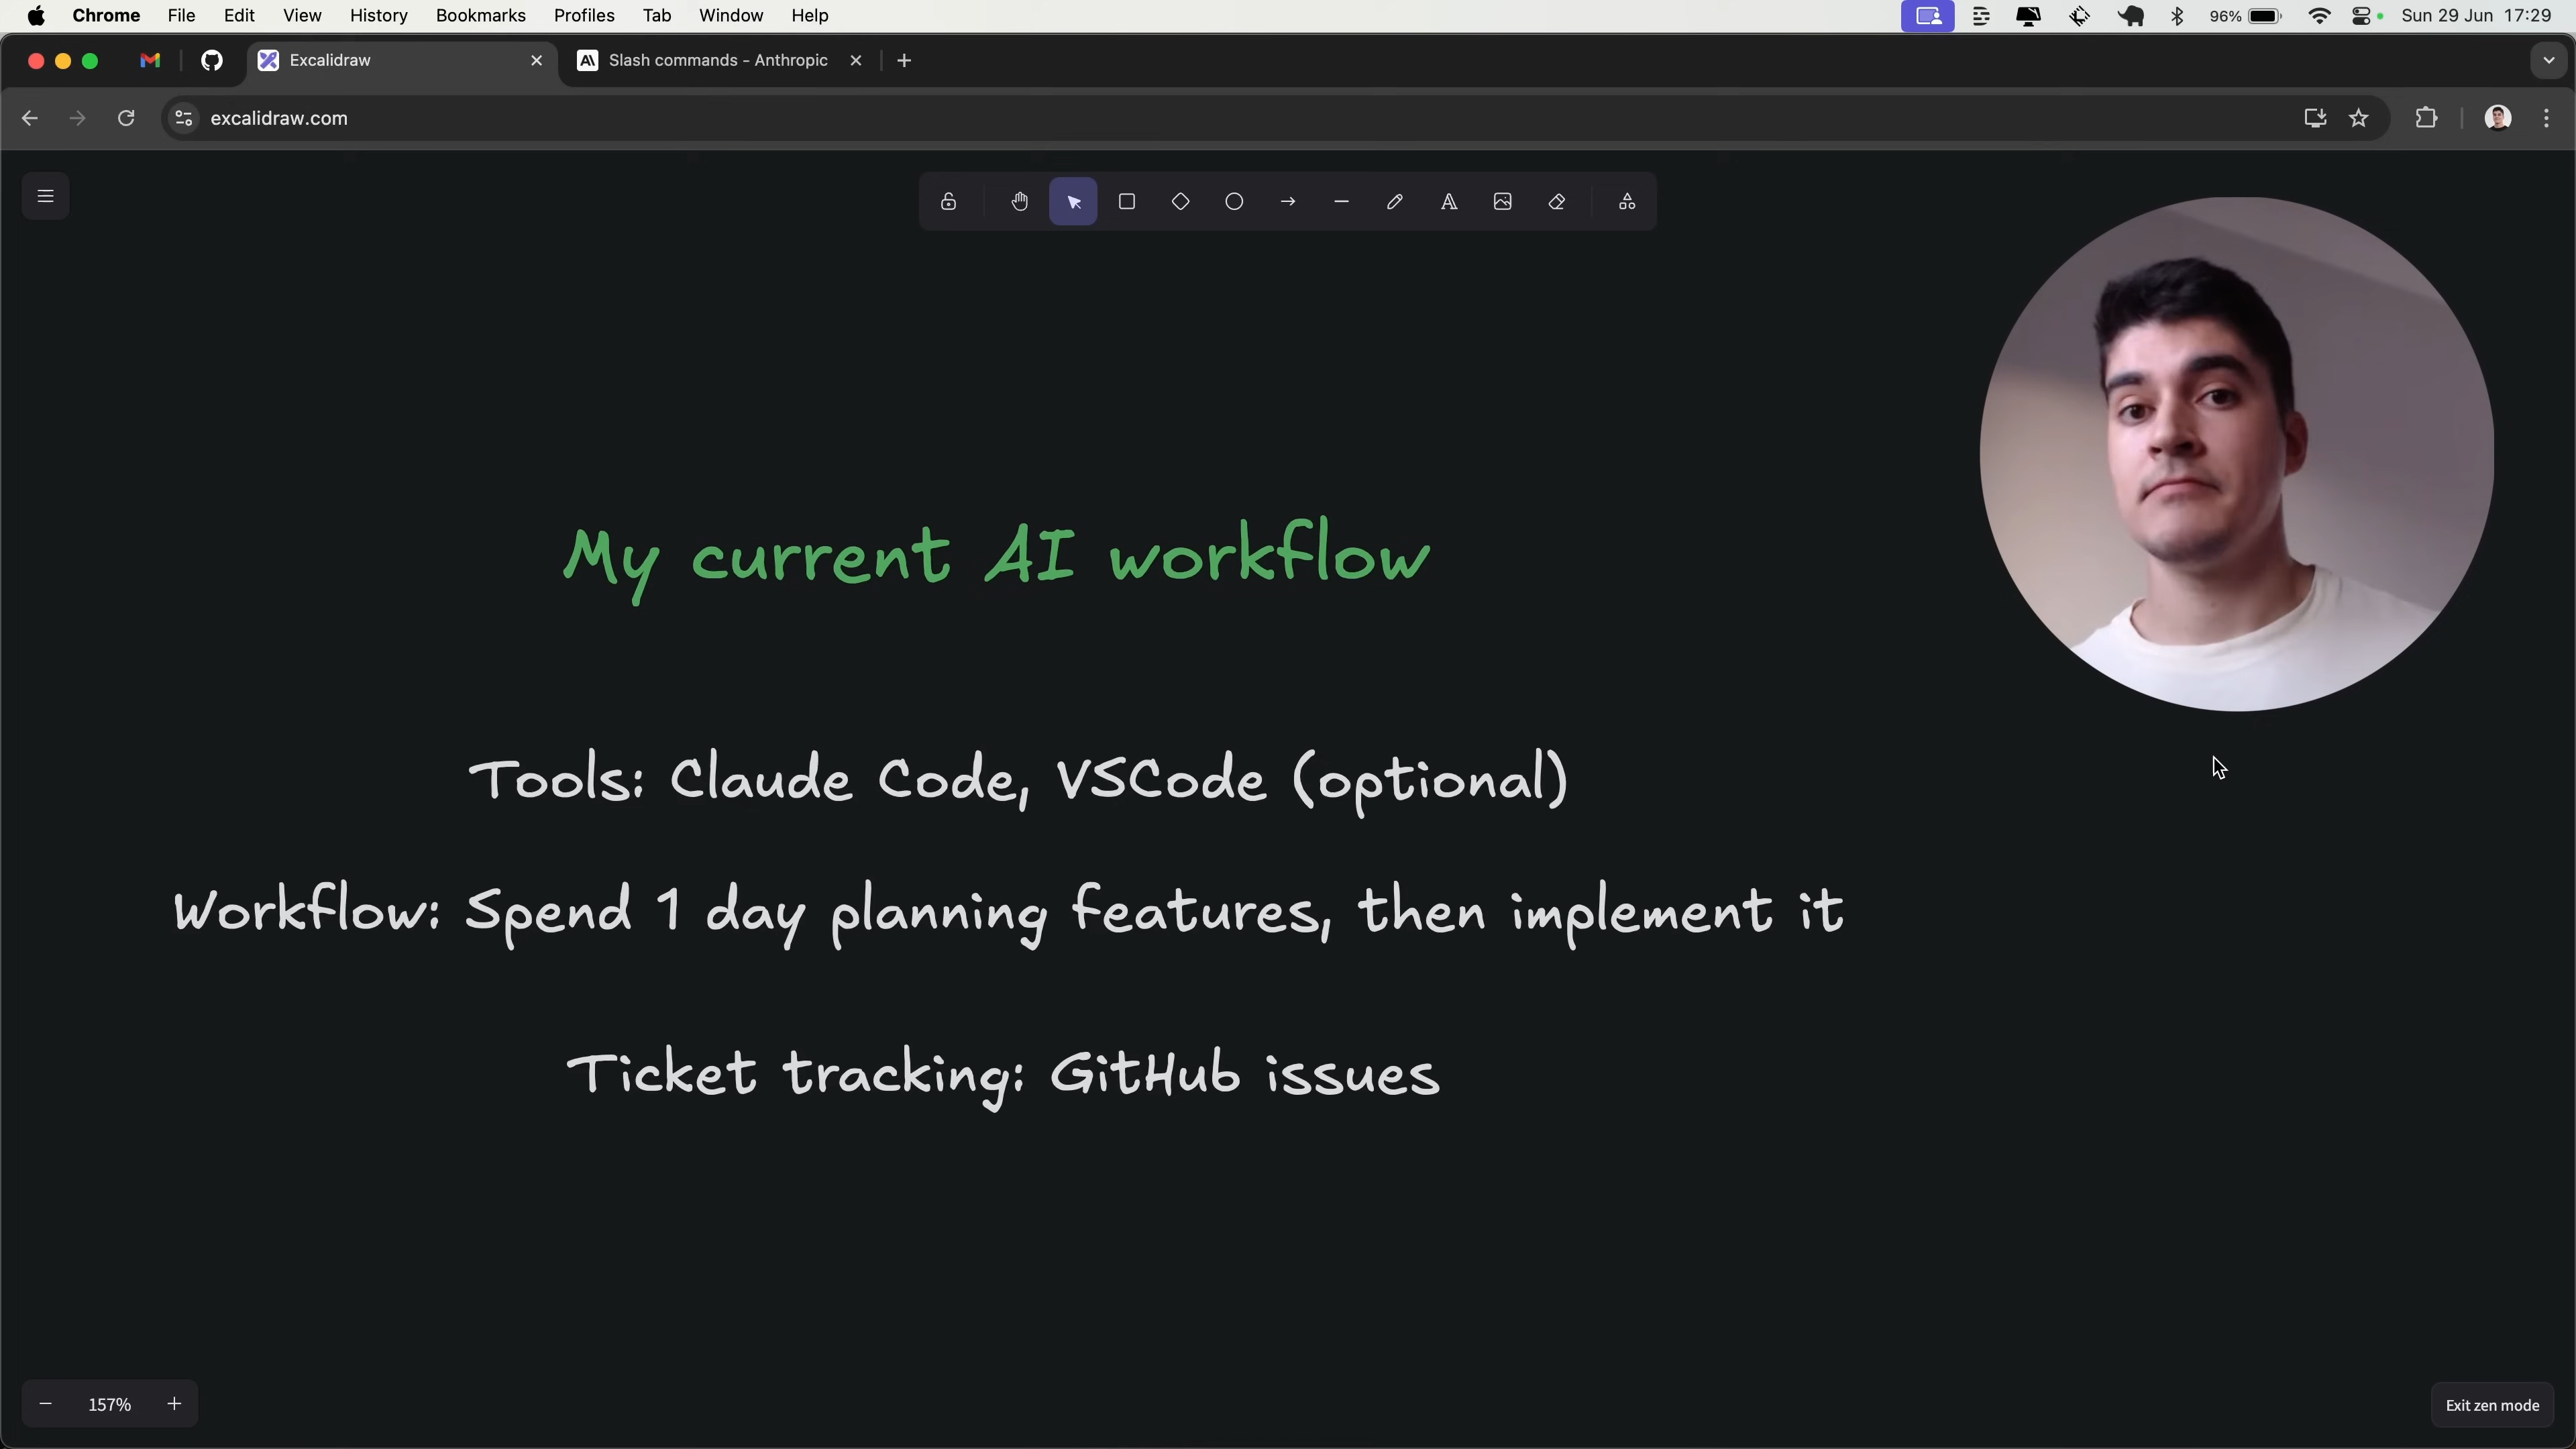 Chrome File Edit View History Bookmarks Profiles Tab Window Help 96% Sun 29 Jun 17:29
Excalidraw Slash commands - Anthropic
excalidraw.com
My current AI workflow
Tools: Claude Code, VSCode (optional)
Workflow: Spend 1 day planning features, then implement it
Ticket tracking: GitHub issues
157% Exit zen mode